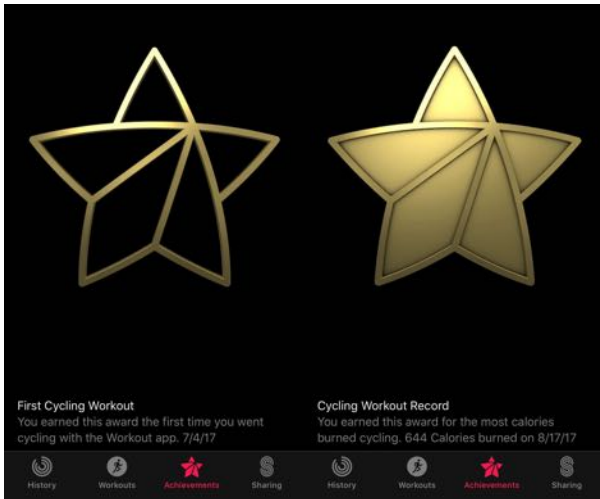 First Cycling Workout
You earned this award the first time you went
cycling with the Workout app. 7/4/17
Cycling Workout Record
You earned this award for the most calories
burned cycling. 644 Calories burned on 8/17/17
History Workouts Achievements Sharing History Workouts Achievements Sharing